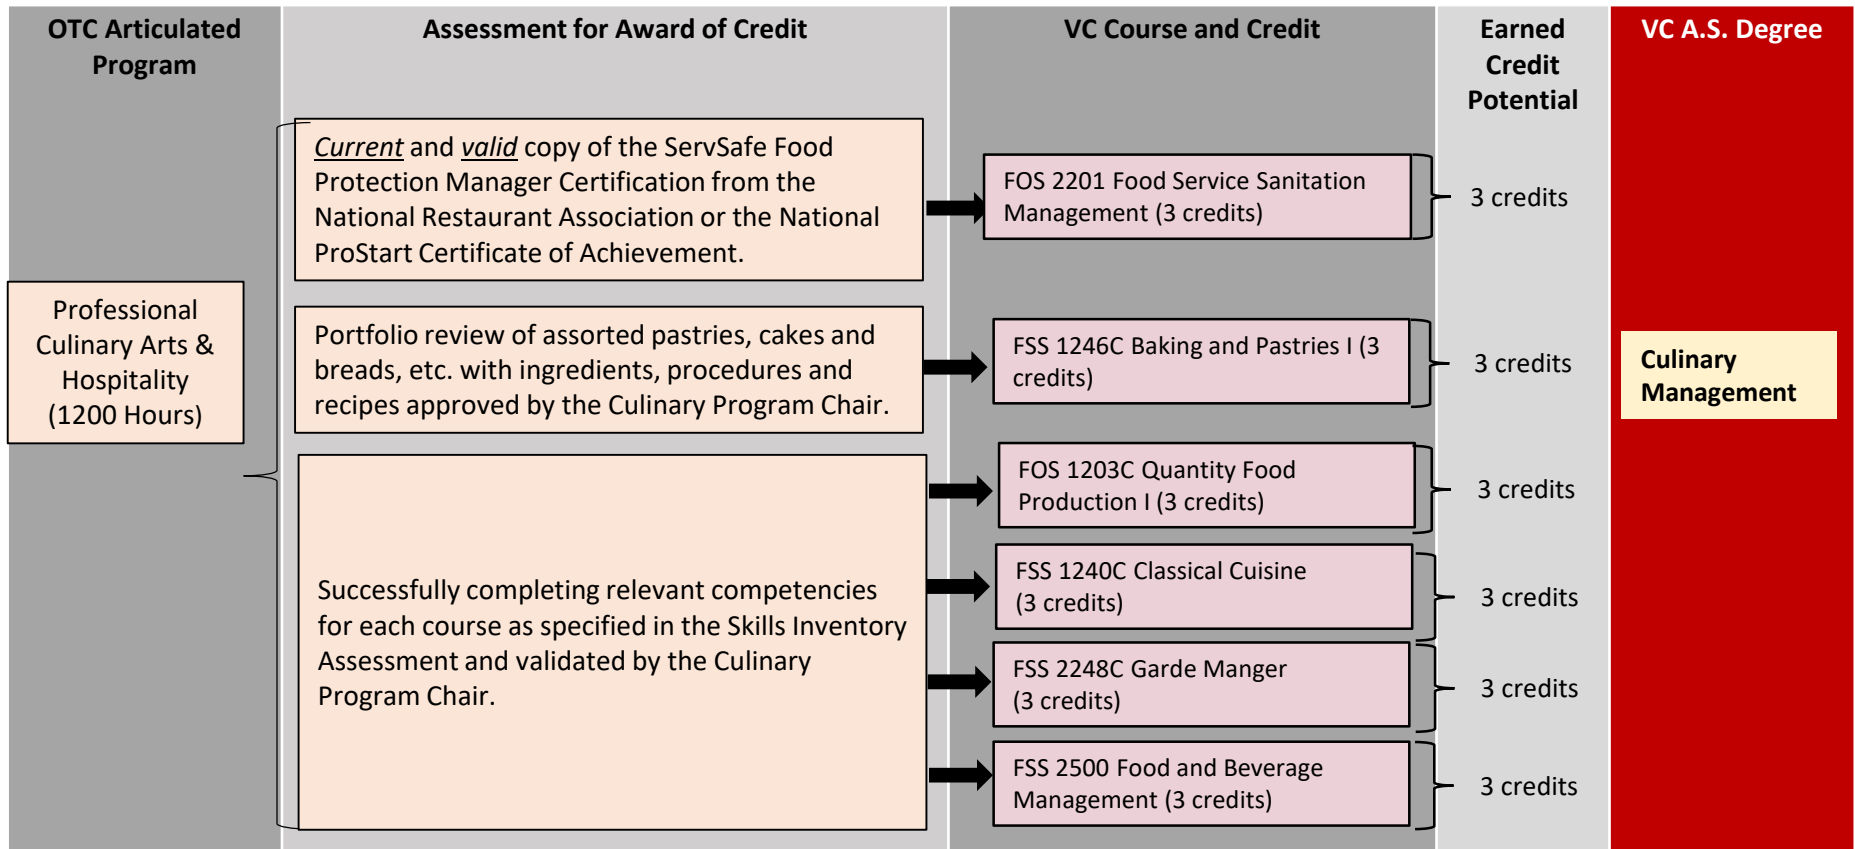 OTC Articulated
Program
Assessment for Award of Credit
VC Course and Credit
Earned
Credit
Potential
VC A.S. Degree
Professional
Culinary Arts &
Hospitality
(1200 Hours)
Current and valid copy of the ServSafe Food
Protection Manager Certification from the
National Restaurant Association or the National
ProStart Certificate of Achievement.
FOS 2201 Food Service Sanitation
Management (3 credits)
3 credits
Portfolio review of assorted pastries, cakes and
breads, etc. with ingredients, procedures and
recipes approved by the Culinary Program Chair.
FSS 1246C Baking and Pastries I (3
credits)
3 credits
Successfully completing relevant competencies
for each course as specified in the Skills Inventory
Assessment and validated by the Culinary
Program Chair.
FOS 1203C Quantity Food
Production I (3 credits)
3 credits
FSS 1240C Classical Cuisine
(3 credits)
3 credits
FSS 2248C Garde Manger
(3 credits)
3 credits
FSS 2500 Food and Beverage
Management (3 credits)
3 credits
Culinary
Management